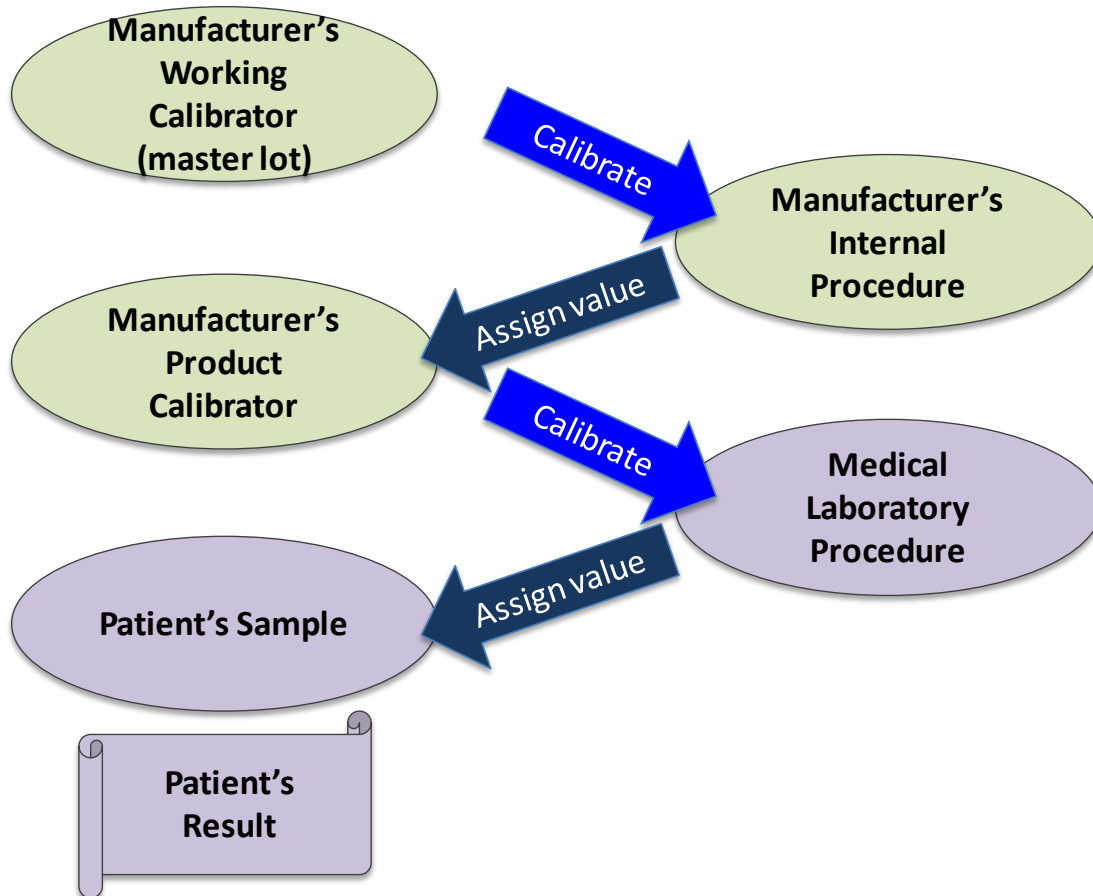 Manufacturer’s
Working
Calibrator
(master lot)
Calibrate
Manufacturer’s
Internal
Procedure
Assign value
Manufacturer’s
Product
Calibrator
Calibrate
Medical
Laboratory
Procedure
Assign value
Patient’s Sample
Patient’s
Result